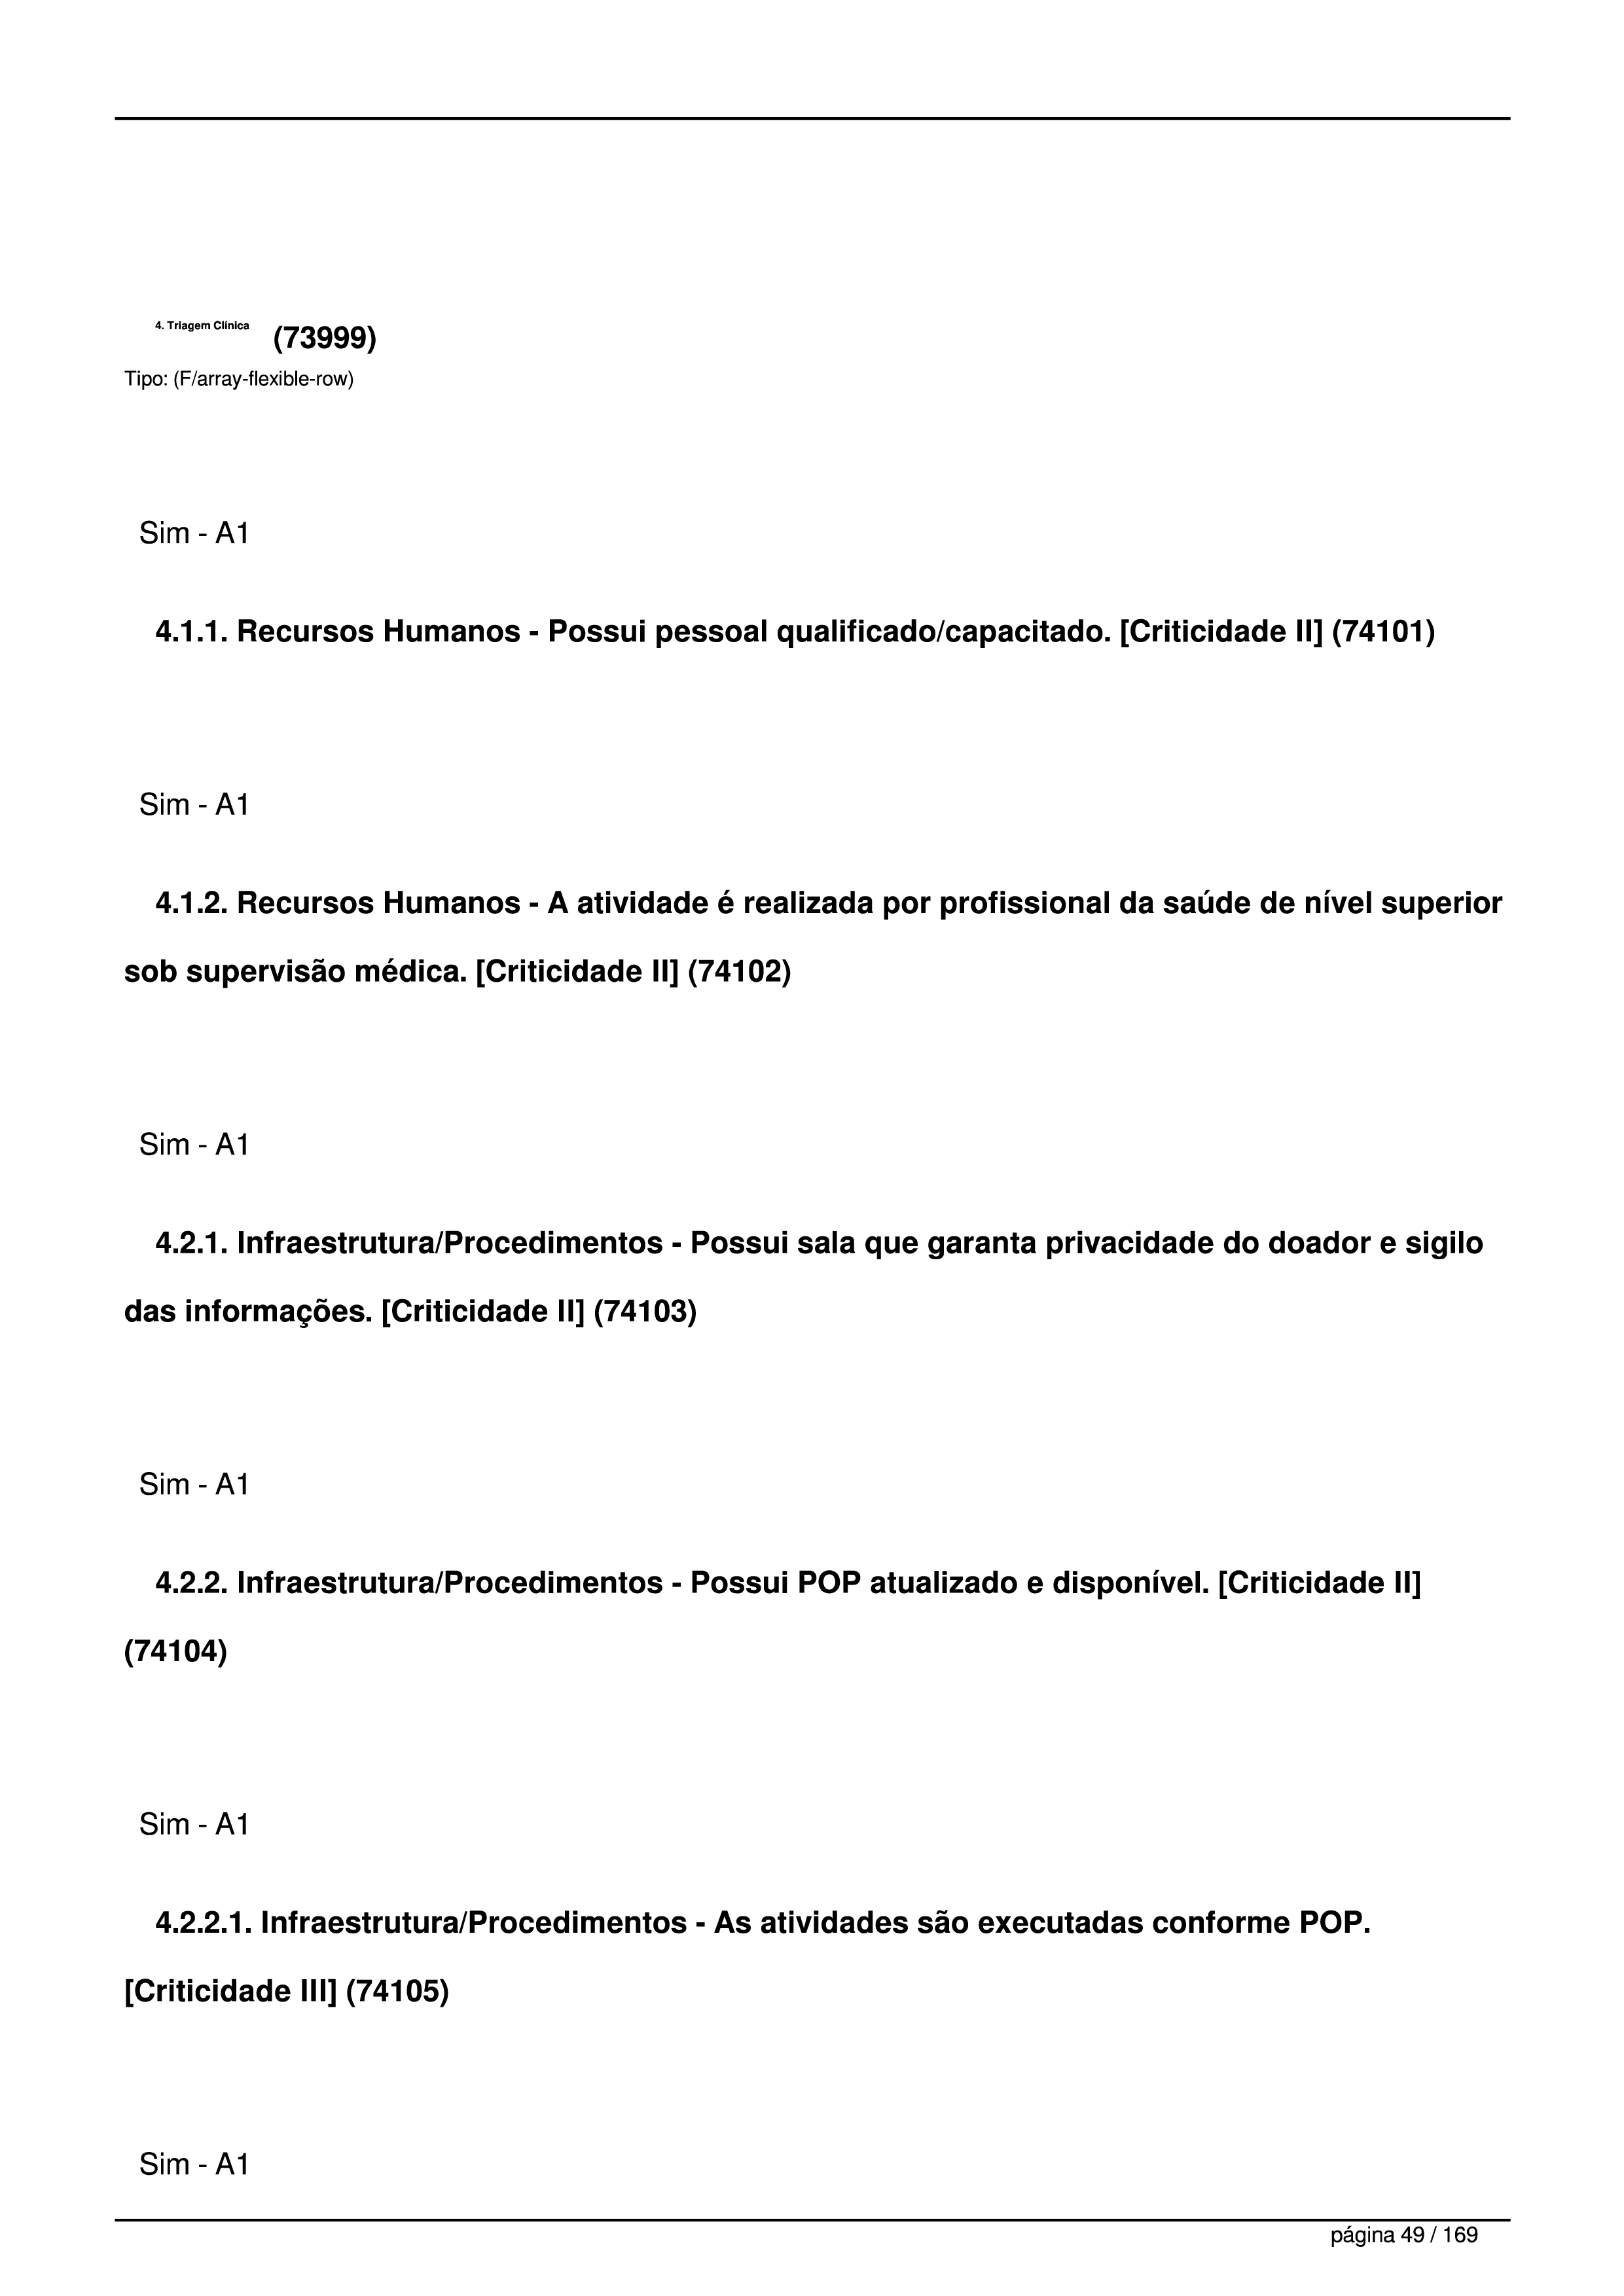 4. Triagem Clínica (73999)
Tipo: (F/array-flexible-row)
Sim - A1
4.1.1. Recursos Humanos - Possui pessoal qualificado/capacitado. [Criticidade II] (74101)
Sim - A1
4.1.2. Recursos Humanos - A atividade é realizada por profissional da saúde de nível superior
sob supervisão médica. [Criticidade II] (74102)
Sim - A1
4.2.1. Infraestrutura/Procedimentos - Possui sala que garanta privacidade do doador e sigilo
das informações. [Criticidade II] (74103)
Sim - A1
4.2.2. Infraestrutura/Procedimentos - Possui POP atualizado e disponível. [Criticidade II]
(74104)
Sim - A1
4.2.2.1. Infraestrutura/Procedimentos - As atividades são executadas conforme POP.
[Criticidade III] (74105)
Sim - A1
página 49 / 169